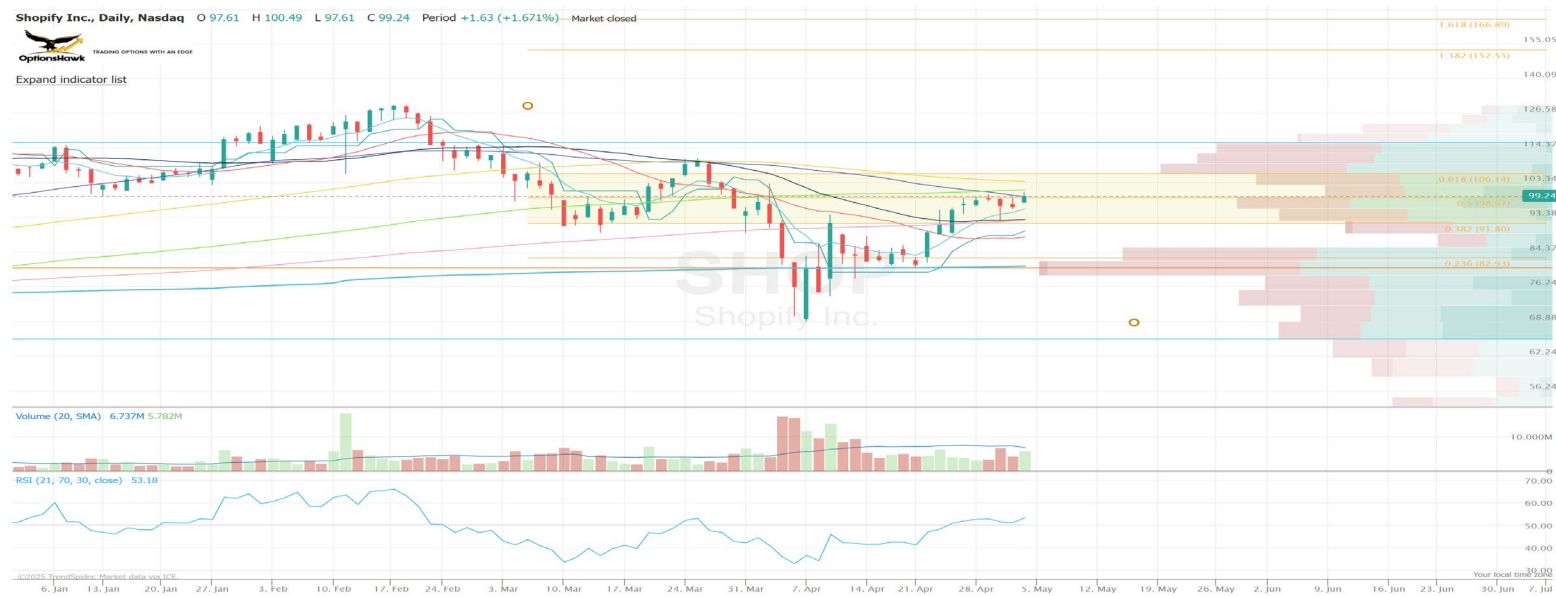 Shopify Inc., Daily, Nasdaq O 97.61 H 100.49 L 97.61 C 99.24 Period +1.63 (+1.671%) Market closed
OptionsHawk
TRADING OPTIONS WITH AN EDGE
Expand indicator list
1.618 (166.89)
155.05
1.382 (152.55)
140.09
126.58
114.37
103.34
0.618 (106.14)
99.24
93.38
0.382 (91.80)
84.37
0.236 (82.93)
76.24
68.88
62.24
56.24
SHOP
Shopify Inc.
Volume (20, SMA) 6.737M 5.782M
10.000M
0
RSI (21, 70, 30, close) 53.18
70.00
60.00
50.00
40.00
30.00
©2025 TrendSpider. Market data via ICE.
Your local time zone
6. Jan 13. Jan 20. Jan 27. Jan 3. Feb 10. Feb 17. Feb 24. Feb 3. Mar 10. Mar 17. Mar 24. Mar 31. Mar 7. Apr 14. Apr 21. Apr 28. Apr 5. May 12. May 19. May 26. May 2. Jun 9. Jun 16. Jun 23. Jun 30. Jun 7. Jul